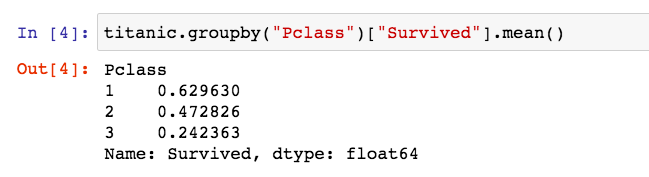 In [4]: titanic.groupby("Pclass")["Survived"].mean()
Out[4]: Pclass
1    0.629630
2    0.472826
3    0.242363
Name: Survived, dtype: float64